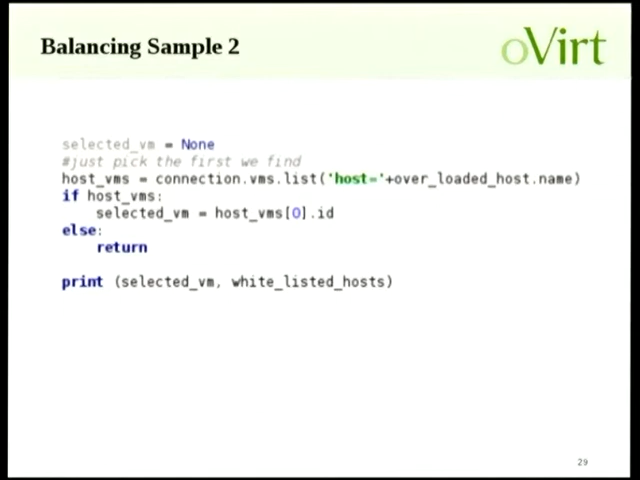 Balancing Sample 2
oVirt
selected_vm = None
#just pick the first we find
host_vms = connection.vms.list('host='+over_loaded_host.name)
if host_vms:
    selected_vm = host_vms[0].id
else:
    return
print (selected_vm, white_listed_hosts)
29